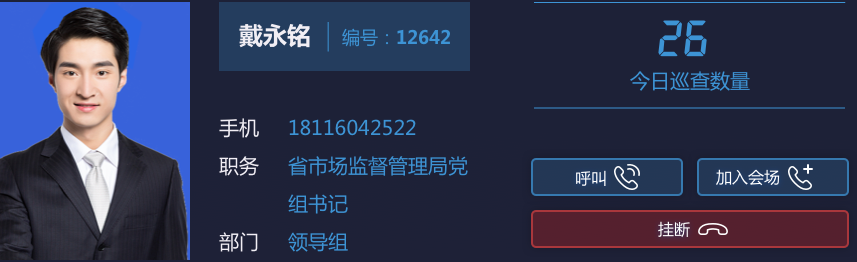 戴永铭
编号：12642
手机 18116042522
职务 省市场监督管理局党
组书记
部门 领导组
26
今日巡查数量
呼叫
加入会场
挂断